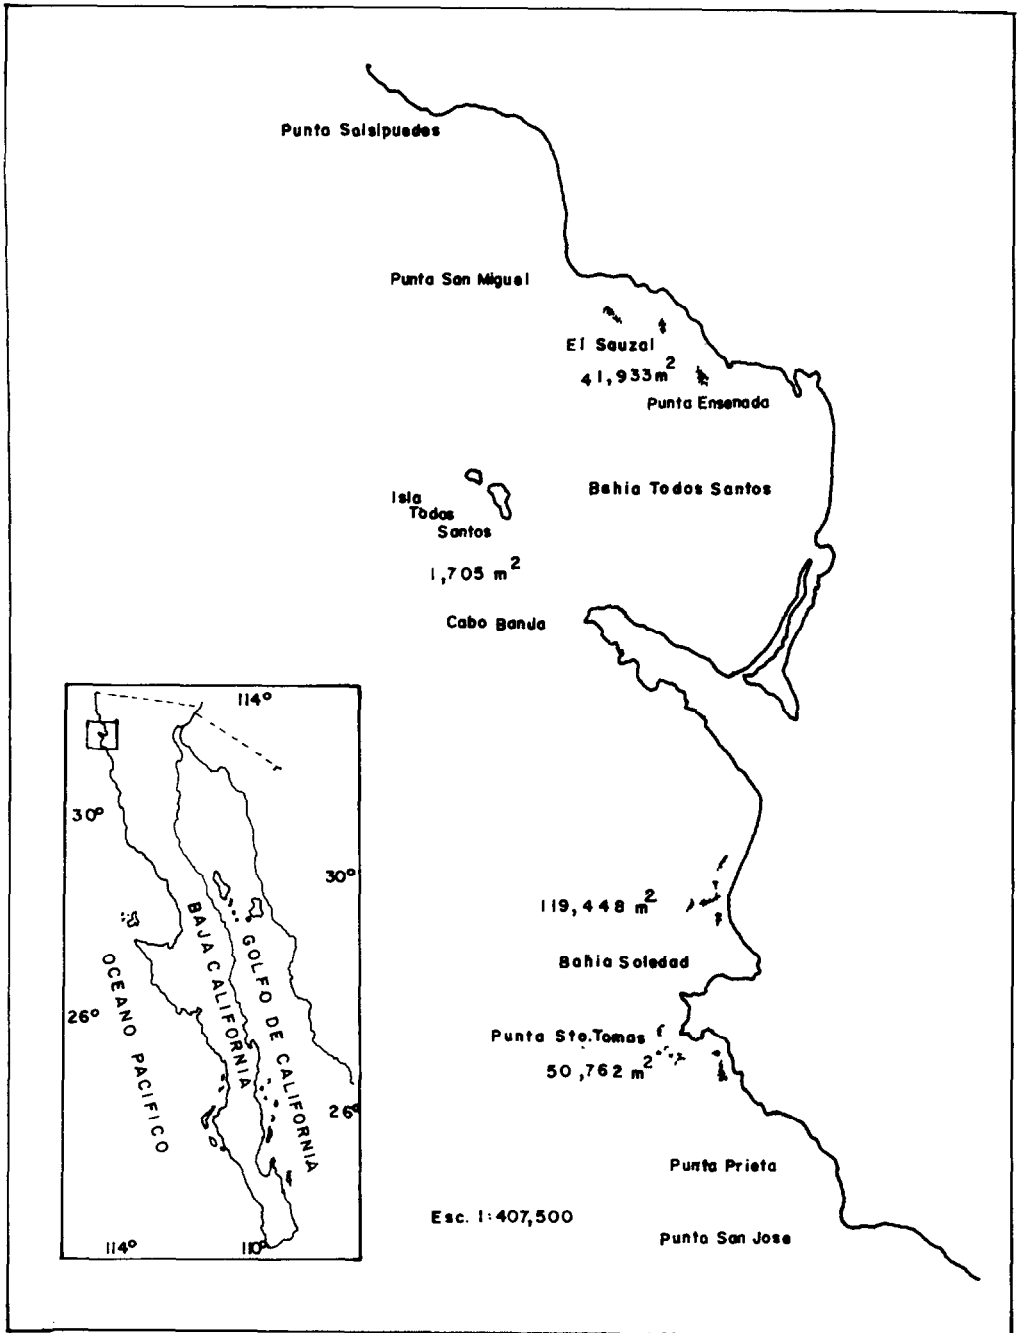 Punta Salsipuedes
Punta San Miguel
El Sauzal
41,933 m²
Punta Ensenada
Bahia Todos Santos
Isla
Todos
Santos
1,705 m²
Cabo Banda
119,448 m²
Bahia Soledad
Punta Sto. Tomas
50,762 m²
Punta Prieta
Esc. 1:407,500
Punta San Jose
114°
30°
30°
BAJA CALIFORNIA
GOLFO DE CALIFORNIA
OCEANO PACIFICO
26°
26°
114°
110°